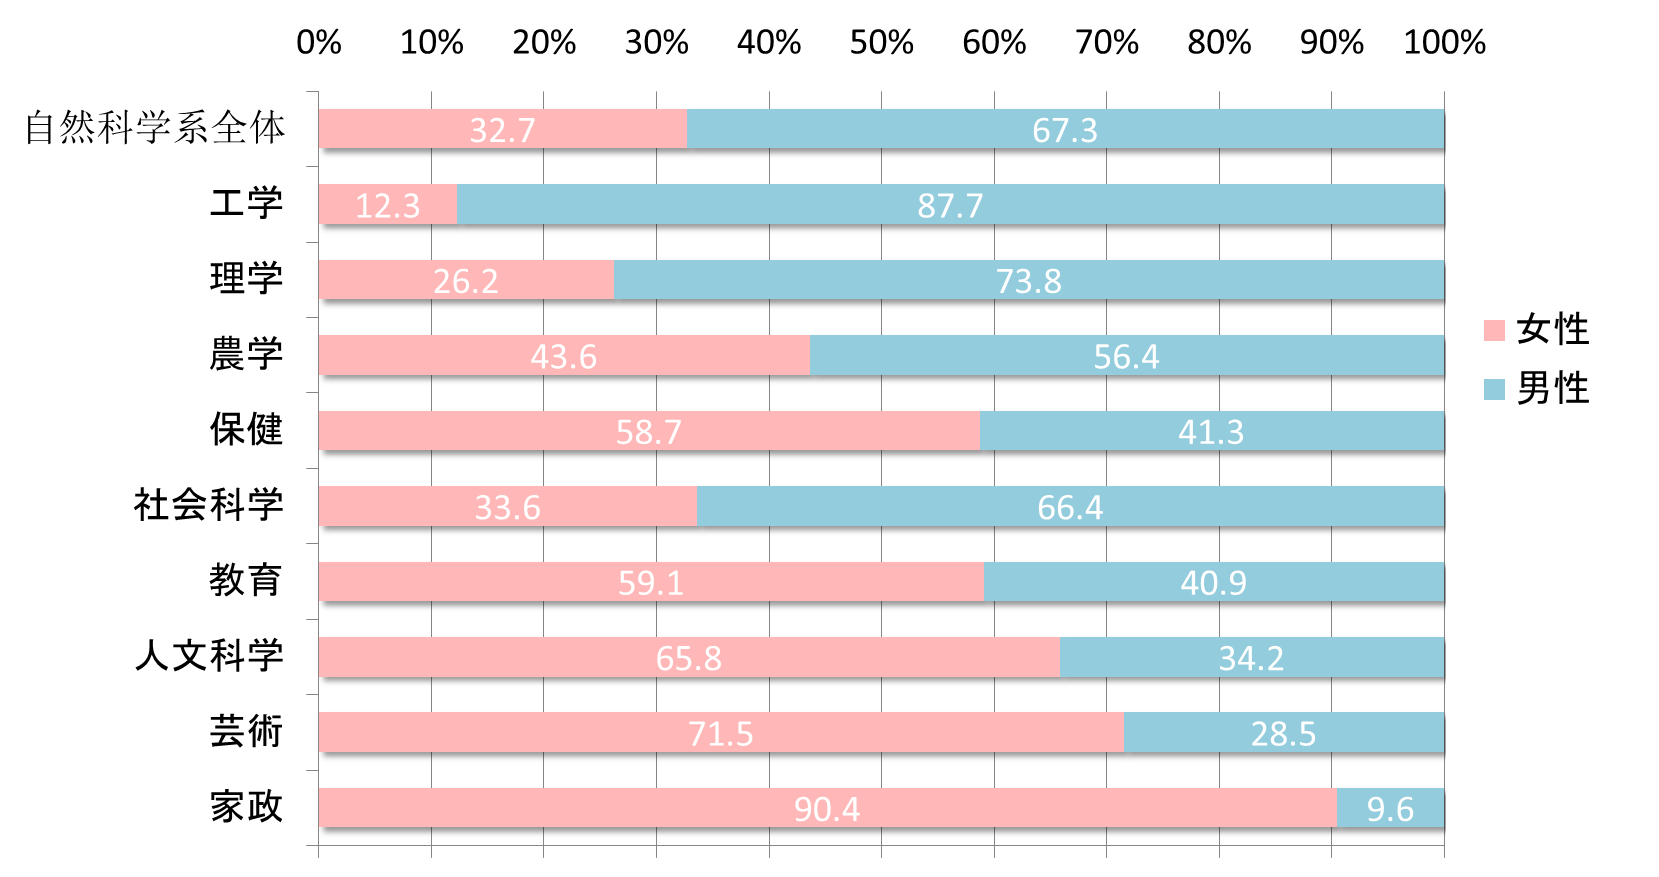 0% 10% 20% 30% 40% 50% 60% 70% 80% 90% 100%
自然科学系全体 32.7 67.3
工学 12.3 87.7
理学 26.2 73.8
農学 43.6 56.4
保健 58.7 41.3
社会科学 33.6 66.4
教育 59.1 40.9
人文科学 65.8 34.2
芸術 71.5 28.5
家政 90.4 9.6
女性
男性